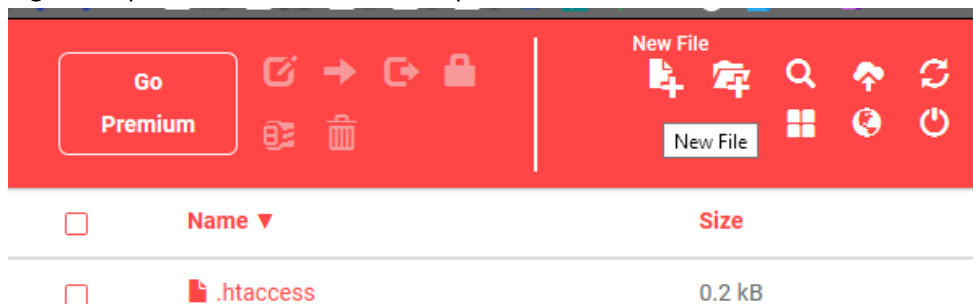 New File
Go
Premium
New File
Name ▼
Size
.htaccess
0.2 kB